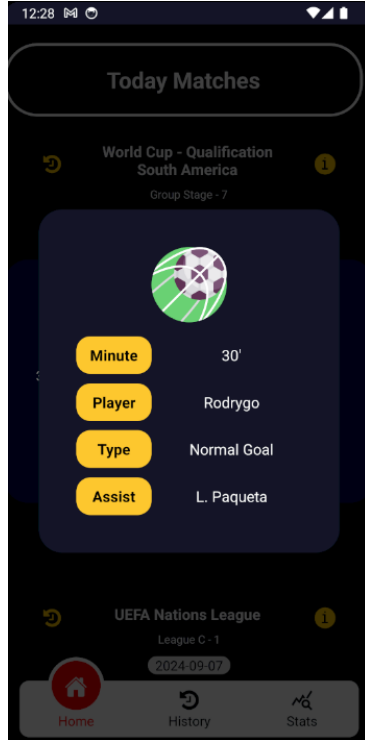 12:28
Today Matches
World Cup - Qualification
South America
1
Group Stage - 7
Minute 30'
Player Rodrygo
Type Normal Goal
Assist L. Paqueta
UEFA Nations League
League C - 1
2024-09-07
Home History Stats